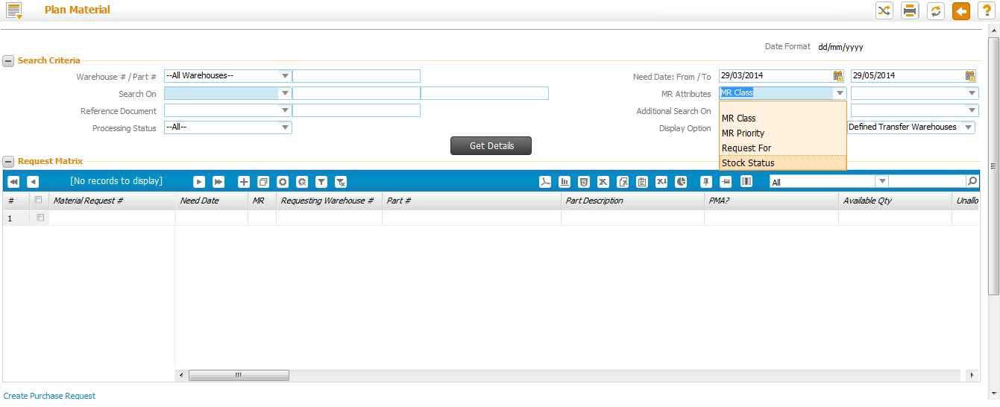 Plan Material
?
Date Format dd/mm/yyyy
Search Criteria
Warehouse # / Part # --All Warehouses-- Need Date: From / To 29/03/2014 29/05/2014
Search On MR Attributes MR Class
Reference Document Additional Search On
MR Class
Processing Status --All-- Display Option Defined Transfer Warehouses
MR Priority
Get Details Request For
Request Matrix Stock Status
[No records to display] All
# Material Request # Need Date MR Requesting Warehouse # Part # Part Description PMA? Available Qty Unallo
1
Create Purchase Request